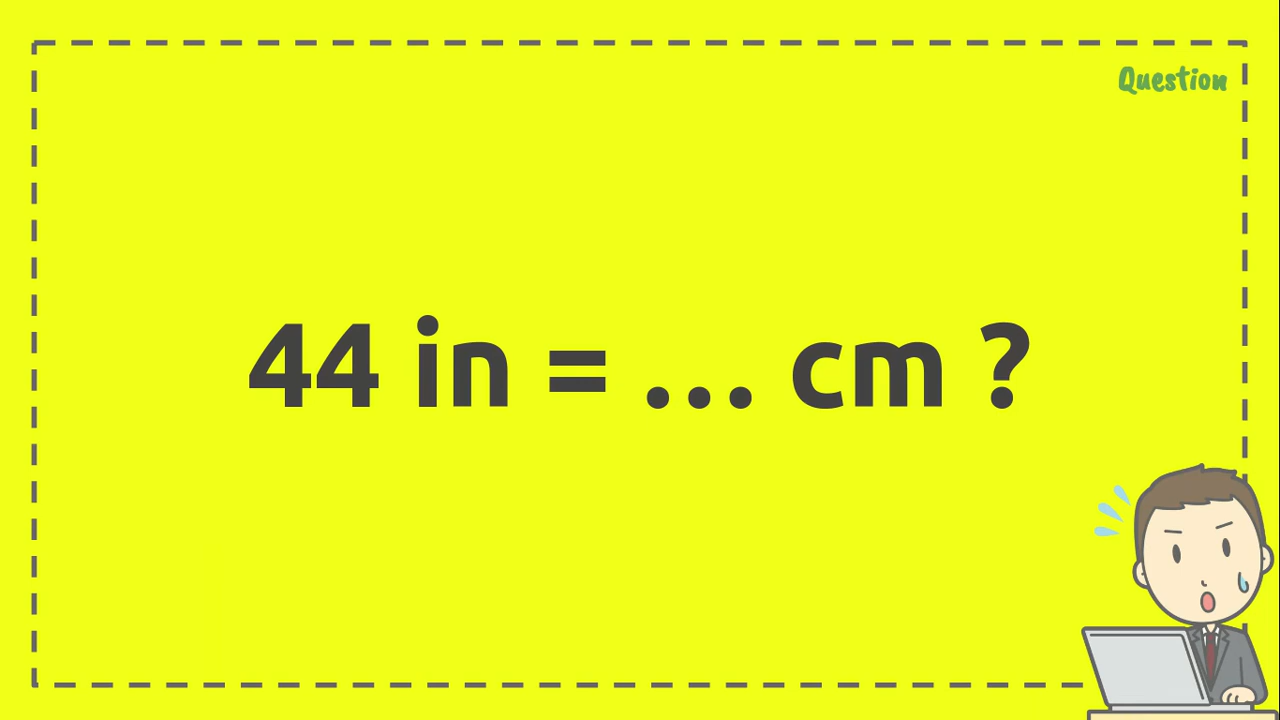 Question
44 in = ... cm ?